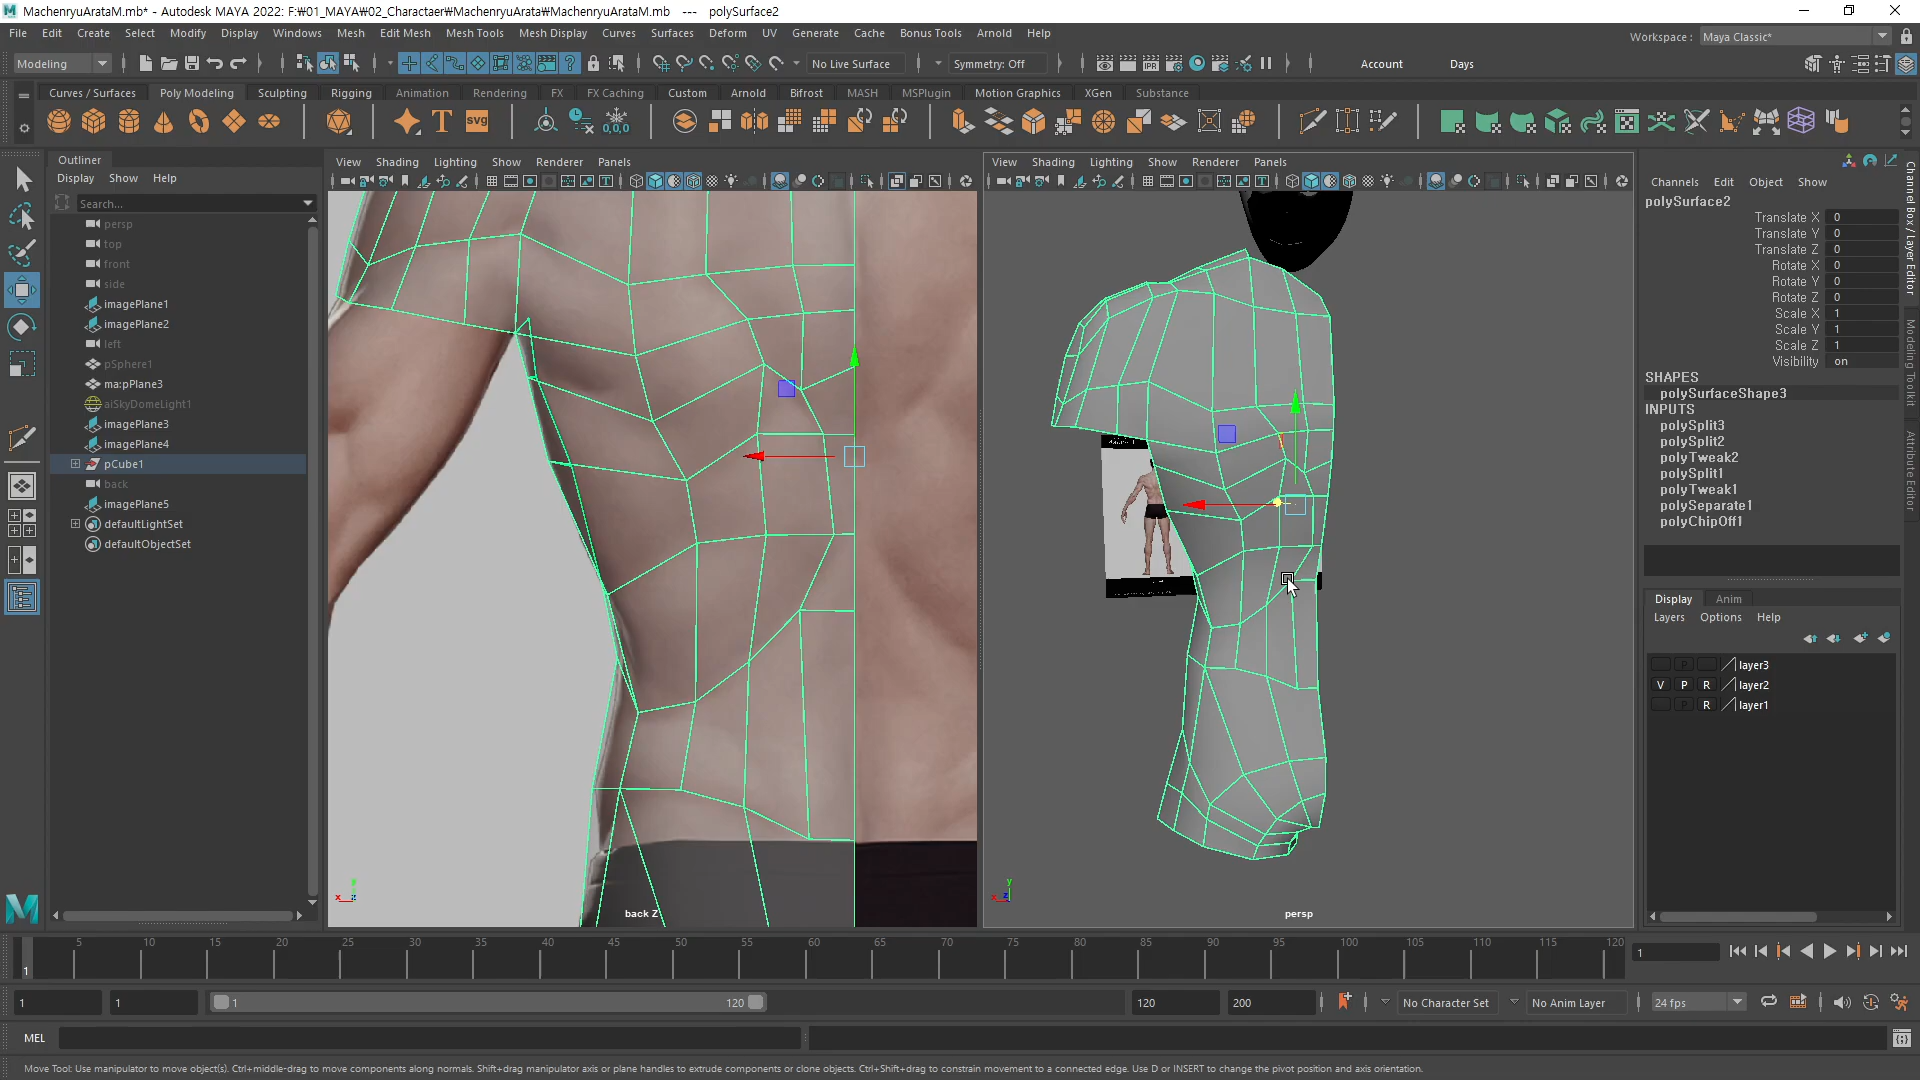 MachenryuArataM.mb* - Autodesk MAYA 2022: F:₩01_MAYA₩02_Charactaer₩MachenryuArata₩MachenryuArataM.mb   ---   polySurface2
File Edit Create Select Modify Display Windows Mesh Edit Mesh Mesh Tools Mesh Display Curves Surfaces Deform UV Generate Cache Bonus Tools Arnold Help
Workspace : Maya Classic*
Modeling No Live Surface Symmetry: Off Account Days
Curves / Surfaces Poly Modeling Sculpting Rigging Animation Rendering FX FX Caching Custom Arnold Bifrost MASH MSPlugin Motion Graphics XGen Substance
Outliner
Display Show Help
Search...
persp
top
front
side
imagePlane1
imagePlane2
left
pSphere1
ma:pPlane3
aiSkyDomeLight1
imagePlane3
imagePlane4
pCube1
back
imagePlane5
defaultLightSet
defaultObjectSet
View Shading Lighting Show Renderer Panels
back Z
View Shading Lighting Show Renderer Panels
persp
Channels Edit Object Show
polySurface2
Translate X 0
Translate Y 0
Translate Z 0
Rotate X 0
Rotate Y 0
Rotate Z 0
Scale X 1
Scale Y 1
Scale Z 1
Visibility on
SHAPES
polySurfaceShape3
INPUTS
polySplit3
polySplit2
polyTweak2
polySplit1
polyTweak1
polySeparate1
polyChipOff1
Display Anim
Layers Options Help
P layer3
V P R layer2
P R layer1
Channel Box / Layer Editor
Modeling Toolkit
Attribute Editor
5 10 15 20 25 30 35 40 45 50 55 60 65 70 75 80 85 90 95 100 105 110 115 120
1
1
1 1 1 120 120 200 No Character Set No Anim Layer 24 fps
MEL
Move Tool: Use manipulator to move object(s). Ctrl+middle-drag to move components along normals. Shift+drag manipulator axis or plane handles to extrude components or clone objects. Ctrl+Shift+drag to constrain movement to a connected edge. Use D or INSERT to change the pivot position and axis orientation.